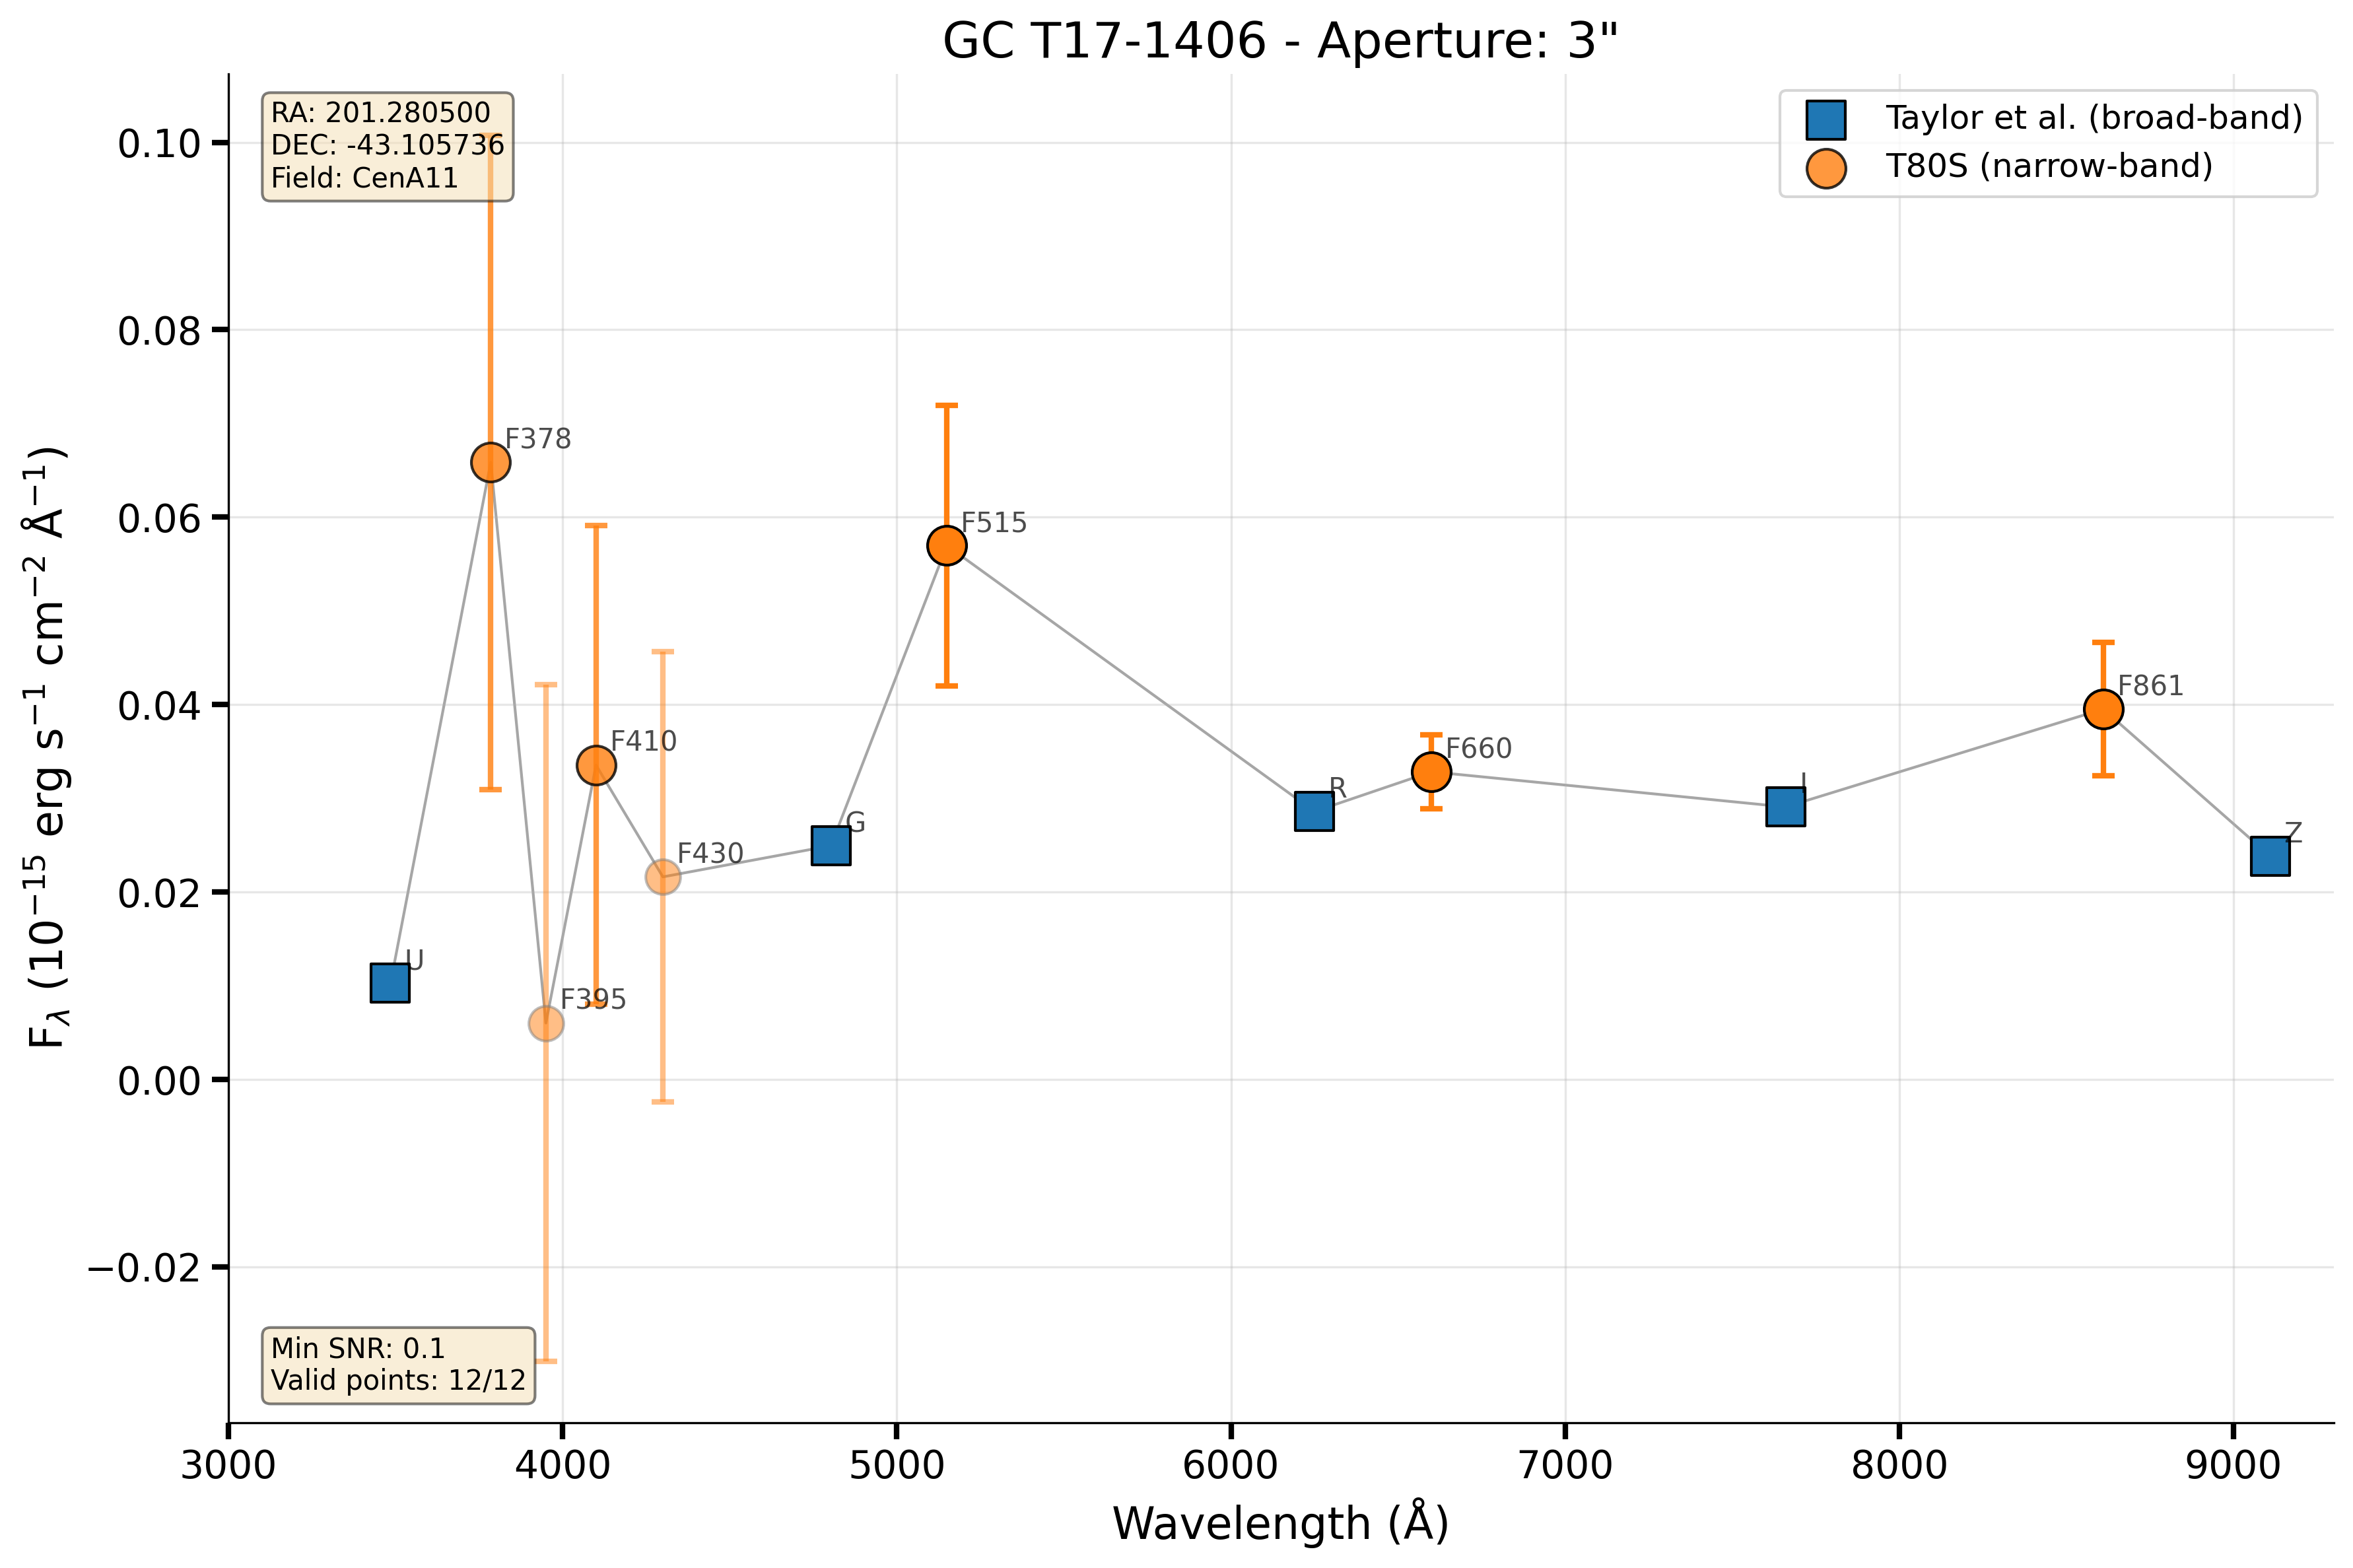 GC T17-1406 - Aperture: 3"
RA: 201.280500
DEC: -43.105736
Field: CenA11
Taylor et al. (broad-band)
T80S (narrow-band)
0.10
0.08
0.06
0.04
0.02
0.00
−0.02
F378
F515
F410
F861
F660
R
I
G
Z
F430
U
F395
Min SNR: 0.1
Valid points: 12/12
3000 4000 5000 6000 7000 8000 9000
Wavelength (Å)
F_λ (10⁻¹⁵ erg s⁻¹ cm⁻² Å⁻¹)